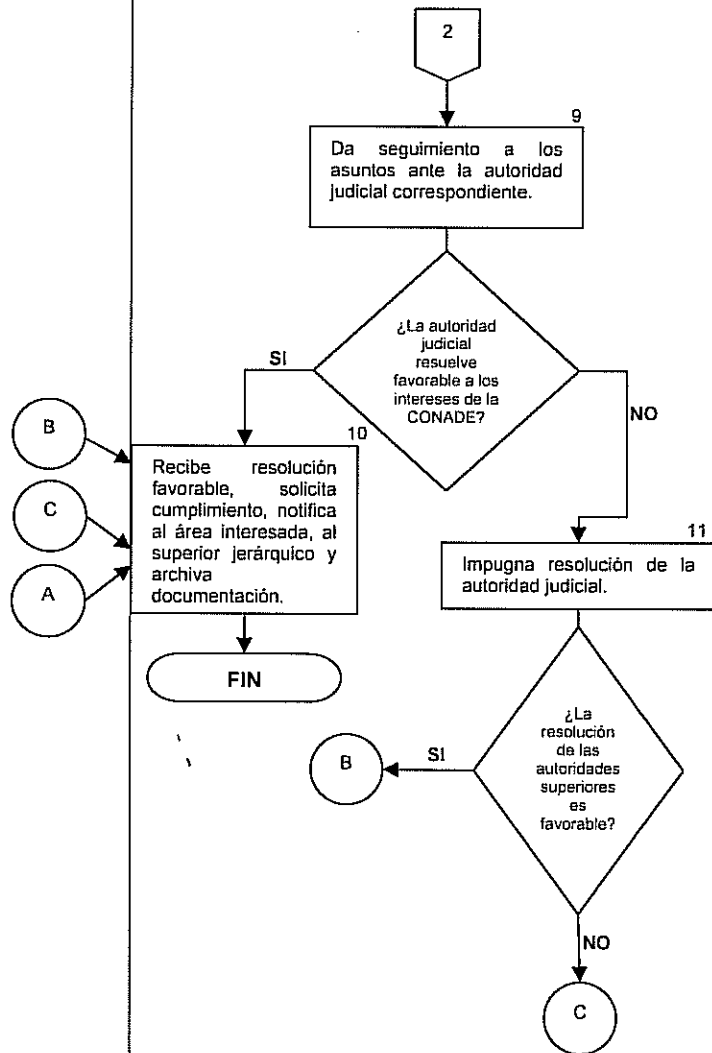 2
9
Da seguimiento a los
asuntos ante la autoridad
judicial correspondiente.
¿La autoridad
judicial
resuelve
favorable a los
intereses de la
CONADE?
SI
NO
B
C
A
10
Recibe resolución
favorable, solicita
cumplimiento, notifica
al área interesada, al
superior jerárquico y
archiva
documentación.
FIN
11
Impugna resolución de la
autoridad judicial.
¿La
resolución
de las
autoridades
superiores
es
favorable?
SI
B
NO
C